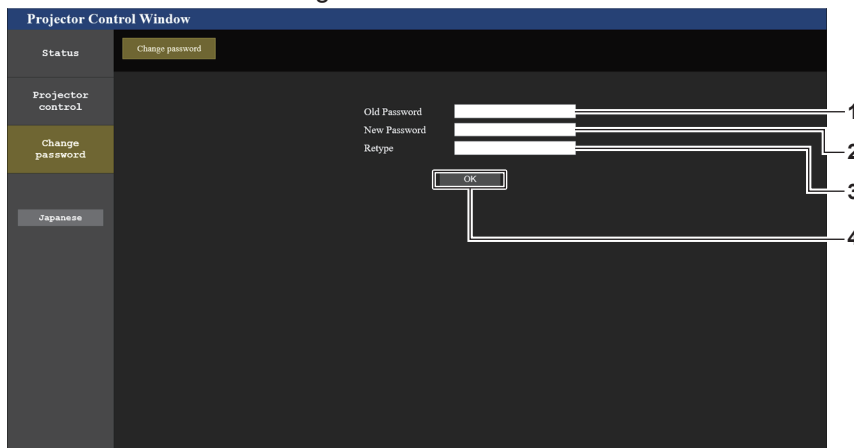 Projector Control Window
Status
Change password
Projector
control
Change
password
Japanese
Old Password
New Password
Retype
OK
1
2
3
4